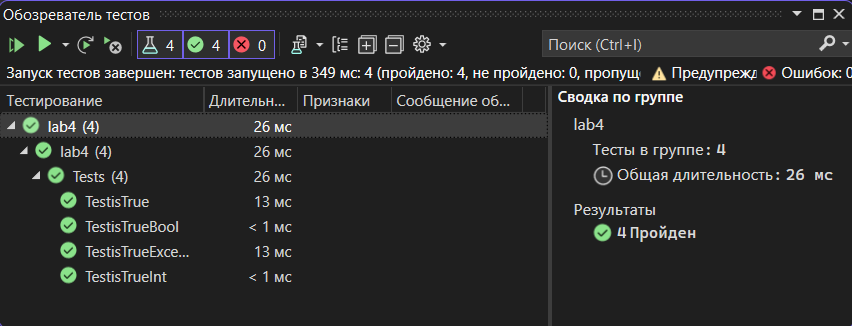 Обозреватель тестов
4 4 0 Поиск (Ctrl+I)
Запуск тестов завершен: тестов запущено в 349 мс: 4 (пройдено: 4, не пройдено: 0, пропущ Предупрежд Ошибок: 0
Тестирование Длительн... Признаки Сообщение об...
lab4 (4) 26 мс
lab4 (4) 26 мс
Tests (4) 26 мс
TestisTrue 13 мс
TestisTrueBool < 1 мс
TestisTrueExce... 13 мс
TestisTrueInt < 1 мс
Сводка по группе
lab4
Тесты в группе: 4
Общая длительность: 26 мс
Результаты
4 Пройден